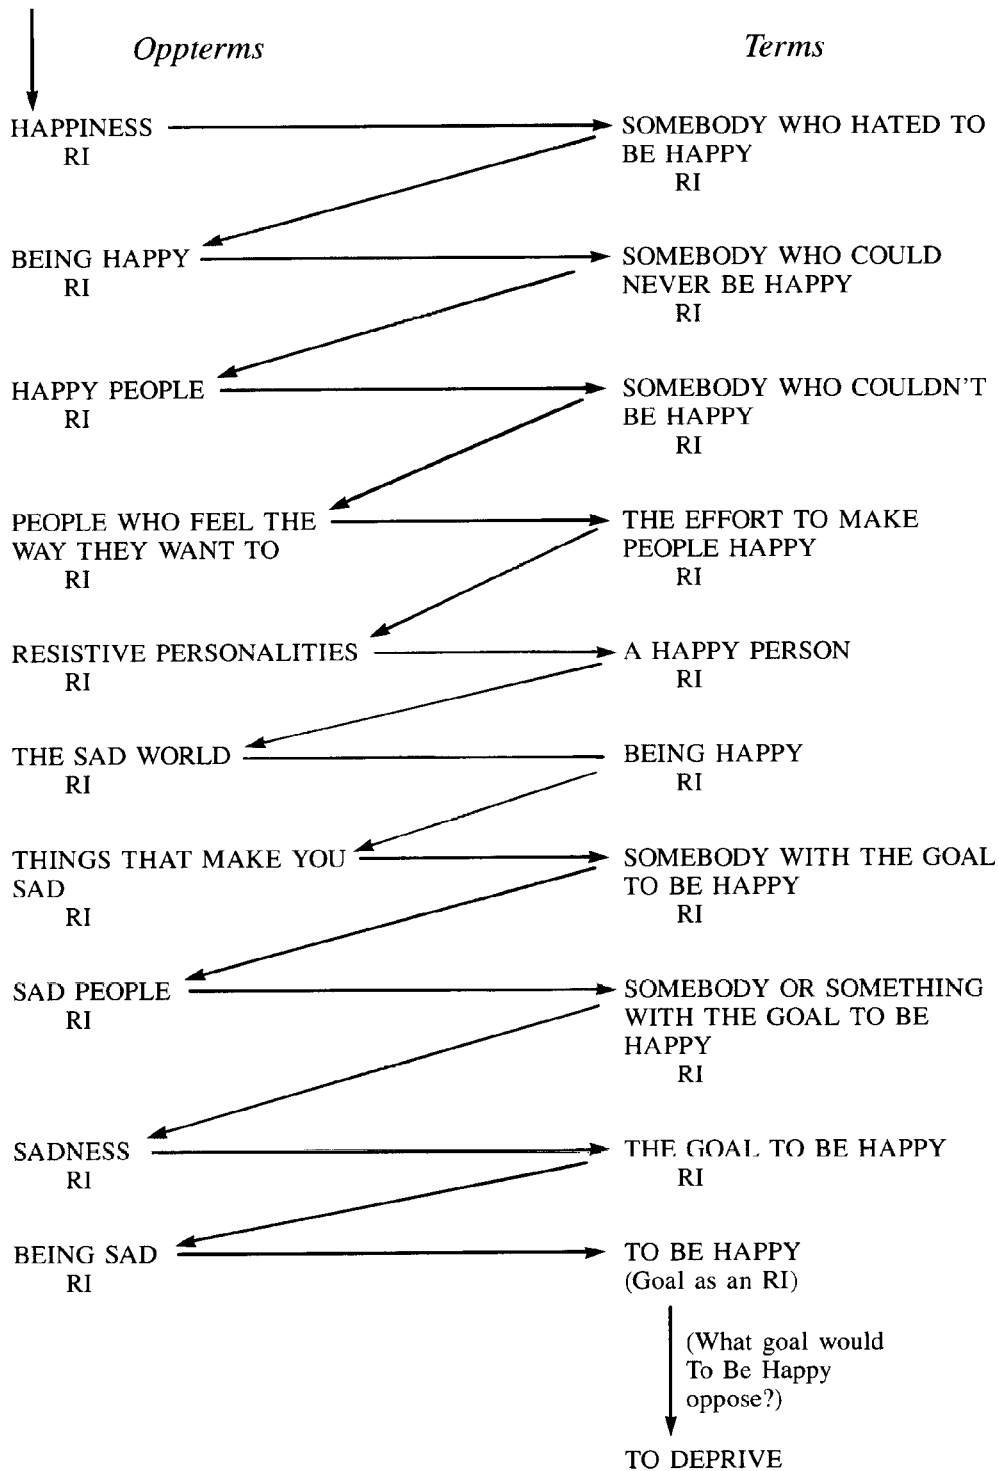 Oppterms
Terms
HAPPINESS
RI
SOMEBODY WHO HATED TO
BE HAPPY
RI
BEING HAPPY
RI
SOMEBODY WHO COULD
NEVER BE HAPPY
RI
HAPPY PEOPLE
RI
SOMEBODY WHO COULDN'T
BE HAPPY
RI
PEOPLE WHO FEEL THE
WAY THEY WANT TO
RI
THE EFFORT TO MAKE
PEOPLE HAPPY
RI
RESISTIVE PERSONALITIES
RI
A HAPPY PERSON
RI
THE SAD WORLD
RI
BEING HAPPY
RI
THINGS THAT MAKE YOU
SAD
RI
SOMEBODY WITH THE GOAL
TO BE HAPPY
RI
SAD PEOPLE
RI
SOMEBODY OR SOMETHING
WITH THE GOAL TO BE
HAPPY
RI
SADNESS
RI
THE GOAL TO BE HAPPY
RI
BEING SAD
RI
TO BE HAPPY
(Goal as an RI)
(What goal would
To Be Happy
oppose?)
TO DEPRIVE